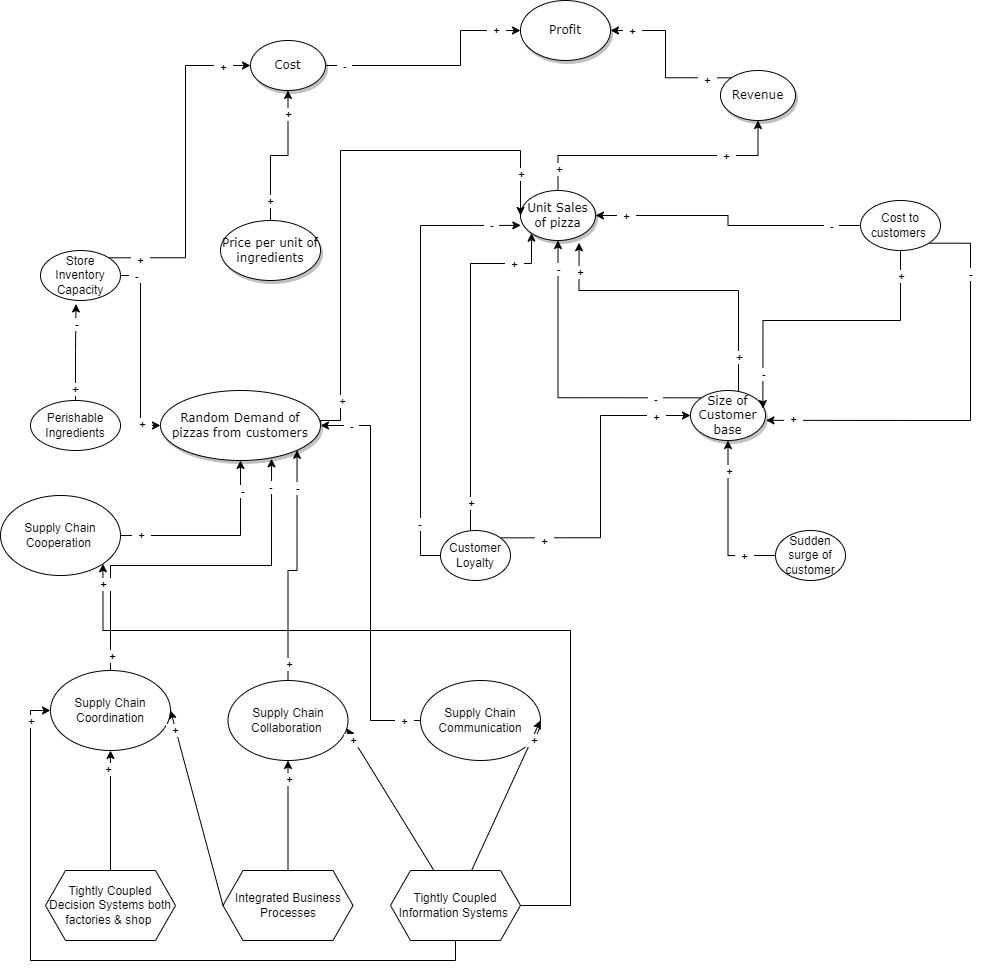 Profit
+
+
Cost
-
+
+
+
Revenue
+
+
+
+
+
Unit Sales
of pizza
+
-
-
Cost to
customers
+
Price per unit of
ingredients
Store
Inventory
Capacity
+
-
+
-
+
+
-
-
-
+
-
+
+
Perishable
Ingredients
+
Random Demand of
pizzas from customers
-
-
+
Size of
Customer
base
+
+
-
-
-
+
Supply Chain
Cooperation
+
-
+
Customer
Loyalty
+
Sudden
surge of
customer
+
+
+
+
Supply Chain
Coordination
+
+
Supply Chain
Collaboration
+
Supply Chain
Communication
+
+
+
+
Tightly Coupled
Decision Systems both
factories & shop
Integrated Business
Processes
Tightly Coupled
Information Systems